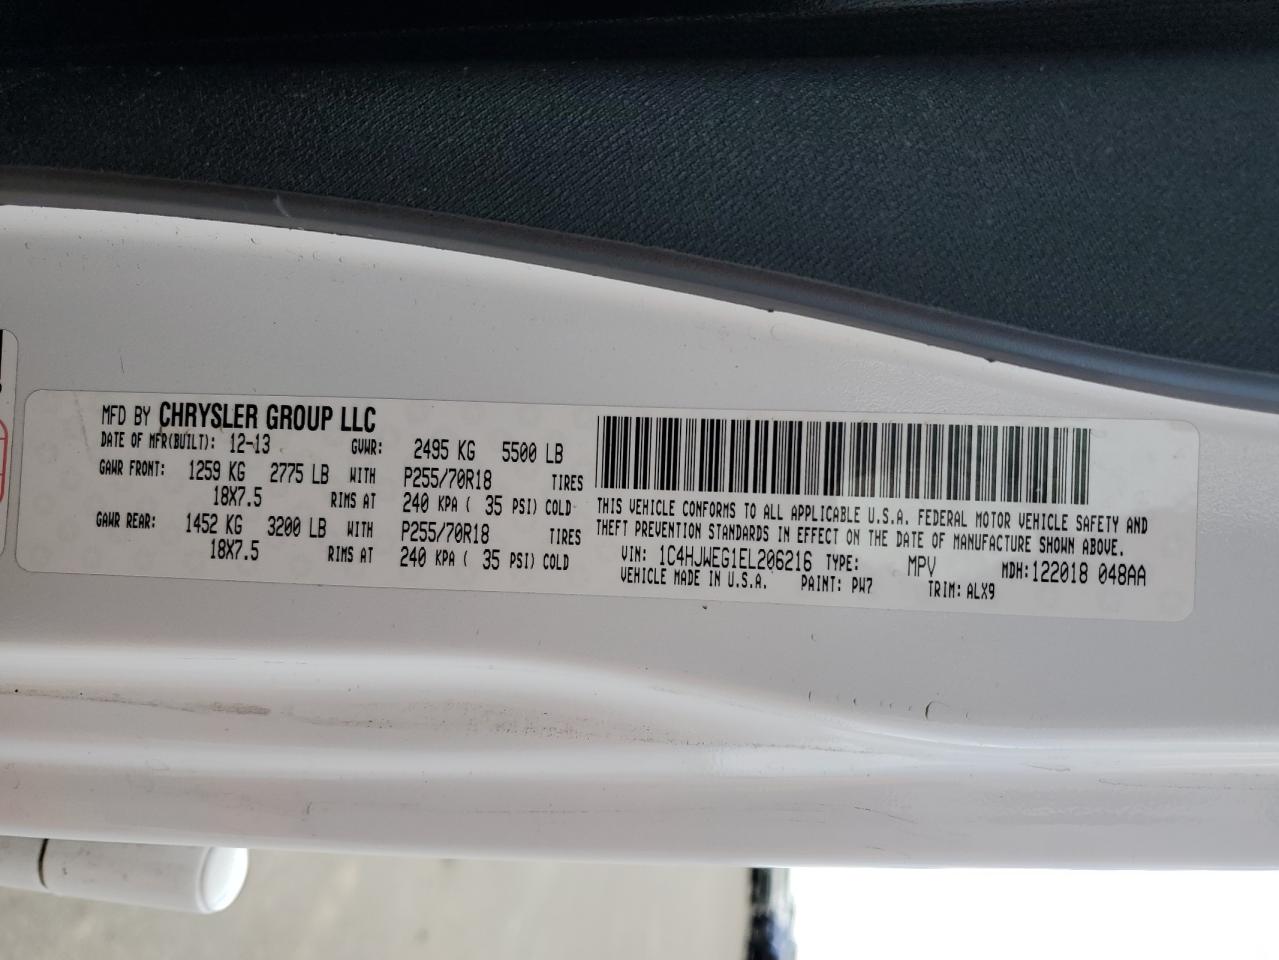 MFD BY CHRYSLER GROUP LLC
DATE OF MFR(BUILT): 12-13 GVWR: 2495 KG 5500 LB
GAWR FRONT: 1259 KG 2775 LB WITH P255/70R18 TIRES
18X7.5 RIMS AT 240 KPA ( 35 PSI) COLD
GAWR REAR: 1452 KG 3200 LB WITH P255/70R18 TIRES
18X7.5 RIMS AT 240 KPA ( 35 PSI) COLD
THIS VEHICLE CONFORMS TO ALL APPLICABLE U.S.A. FEDERAL MOTOR VEHICLE SAFETY AND
THEFT PREVENTION STANDARDS IN EFFECT ON THE DATE OF MANUFACTURE SHOWN ABOVE.
VIN: 1C4HJWEG1EL206216 TYPE: MPV MDH:122018 048AA
VEHICLE MADE IN U.S.A. PAINT: PW7 TRIM: ALX9